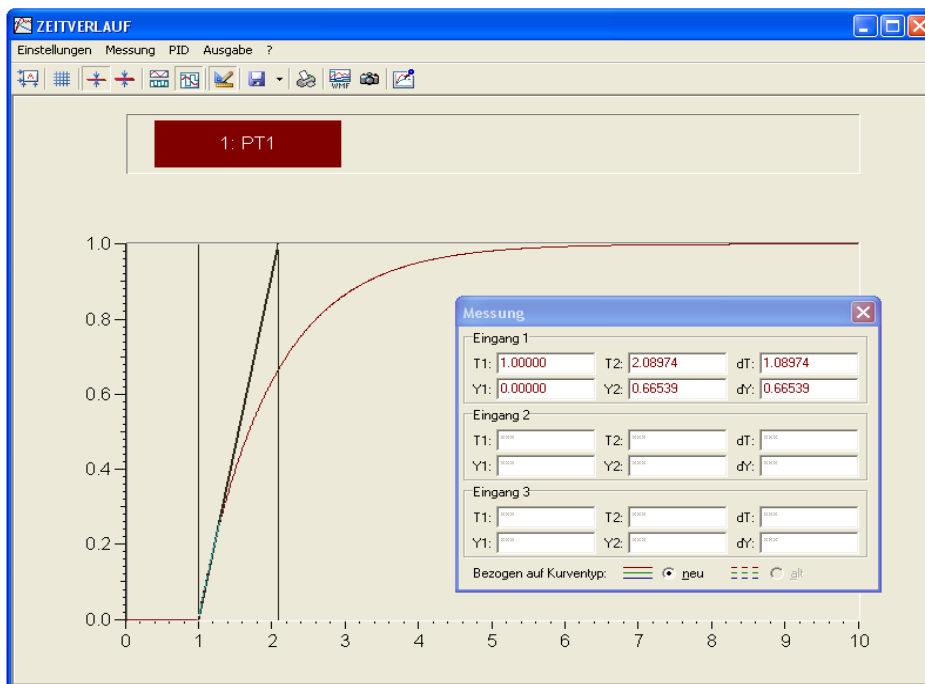 ZEITVERLAUF
Einstellungen Messung PID Ausgabe ?
WMF
1: PT1
1.0
0.8
0.6
0.4
0.2
0.0
0 1 2 3 4 5 6 7 8 9 10
Messung
Eingang 1
T1: 1.00000 T2: 2.08974 dT: 1.08974
Y1: 0.00000 Y2: 0.66539 dY: 0.66539
Eingang 2
T1: *** T2: *** dT: ***
Y1: *** Y2: *** dY: ***
Eingang 3
T1: *** T2: *** dT: ***
Y1: *** Y2: *** dY: ***
Bezogen auf Kurventyp: neu alt